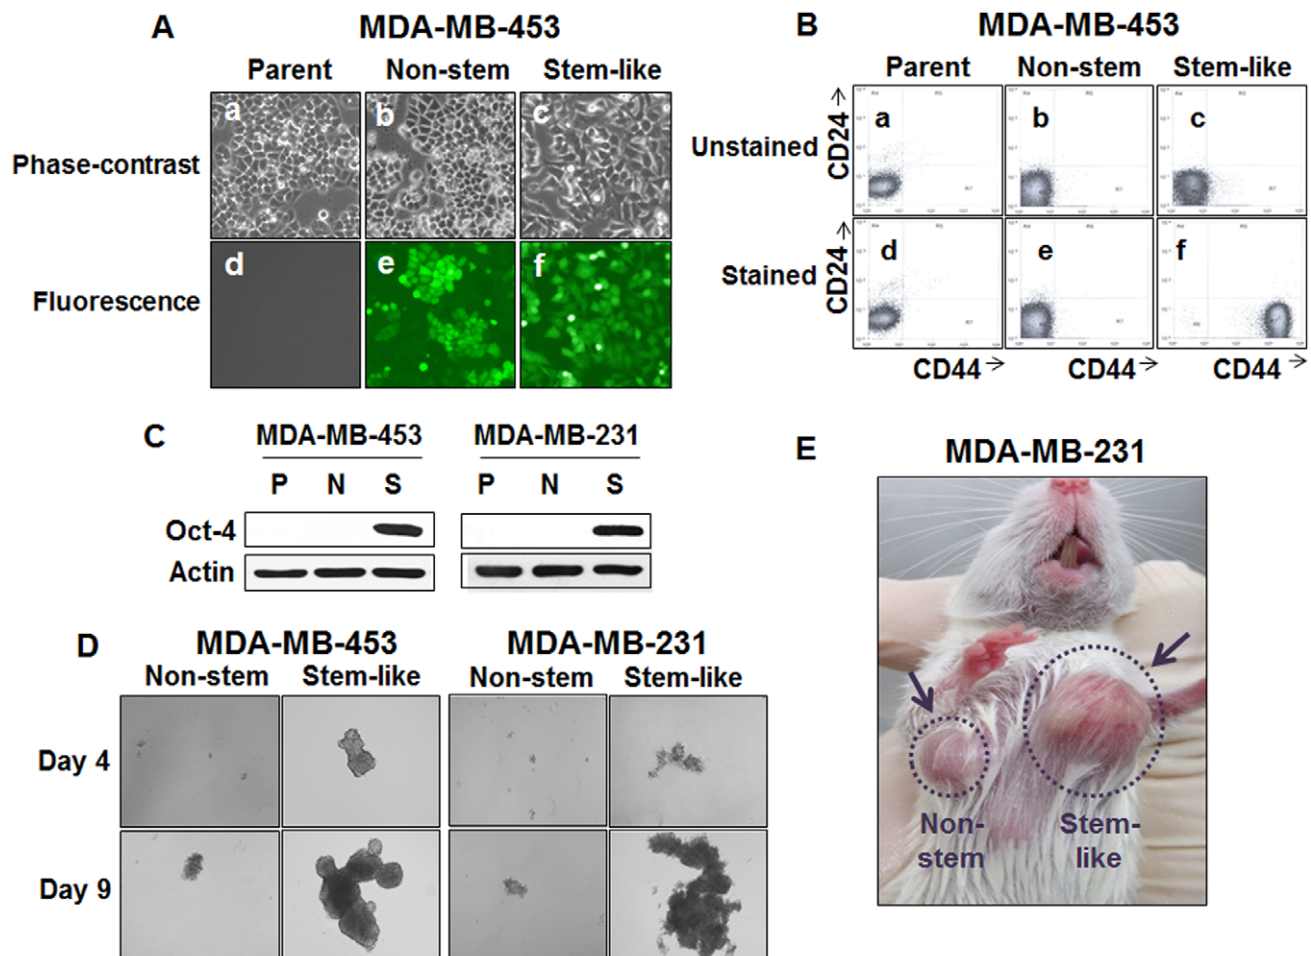 A
MDA-MB-453
Parent Non-stem Stem-like
Phase-contrast
a b c
Fluorescence
d e f
B
MDA-MB-453
Parent Non-stem Stem-like
Unstained
CD24
a b c
R7
Stained
CD24
d e f
R7
CD44 CD44 CD44
C
MDA-MB-453 MDA-MB-231
P N S P N S
Oct-4
Actin
D
MDA-MB-453 MDA-MB-231
Non-stem Stem-like Non-stem Stem-like
Day 4
Day 9
E
MDA-MB-231
Non-
stem
Stem-
like